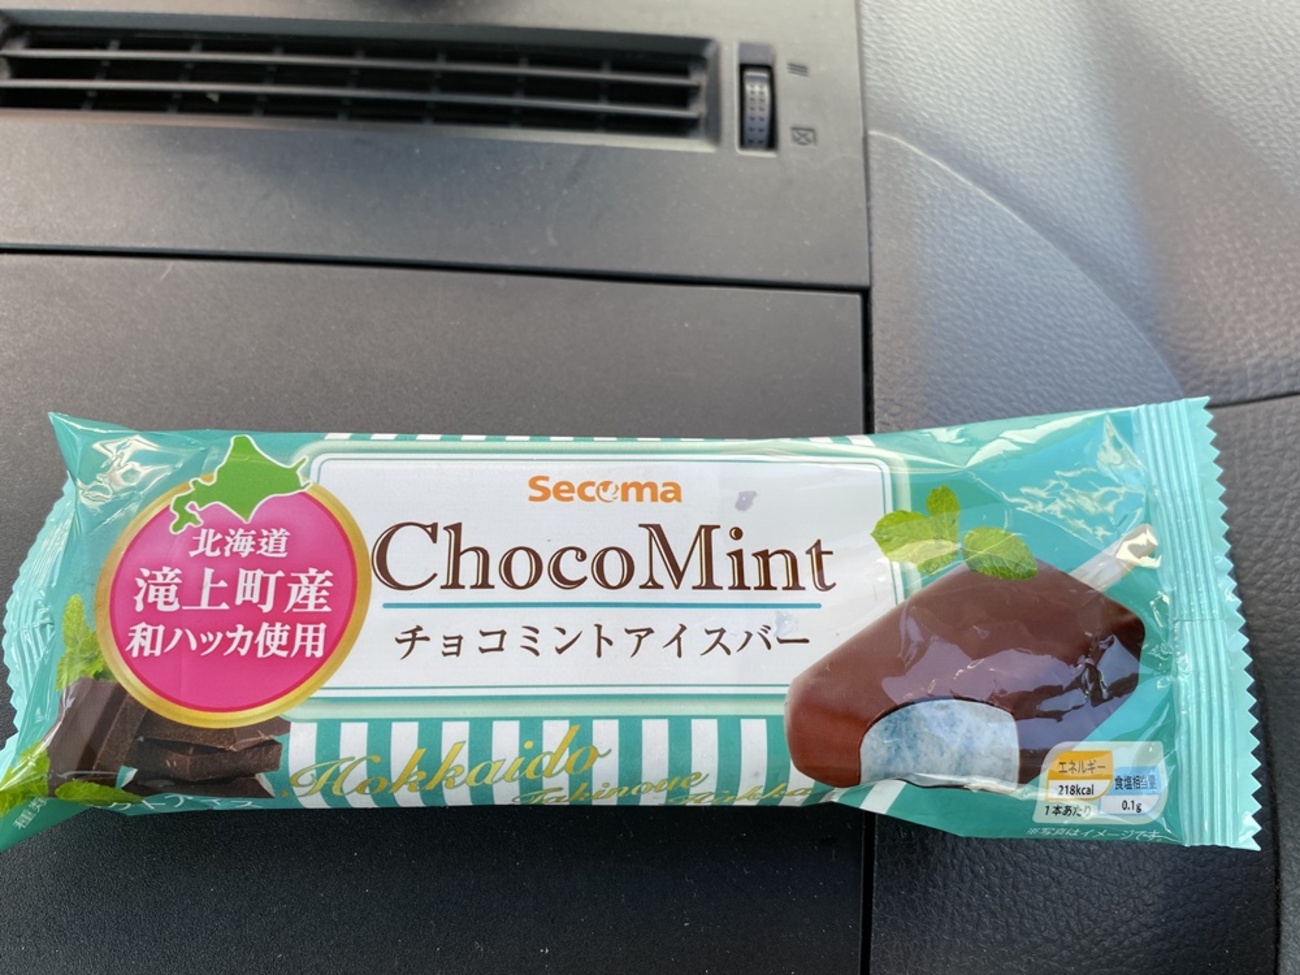 Secoma
ChocoMint
チョコミントアイスバー
北海道
滝上町産
和ハッカ使用
Hokkaido
Takinoue Hakka
エネルギー
218kcal
1本あたり
食塩相当量
0.1g
※写真はイメージです。